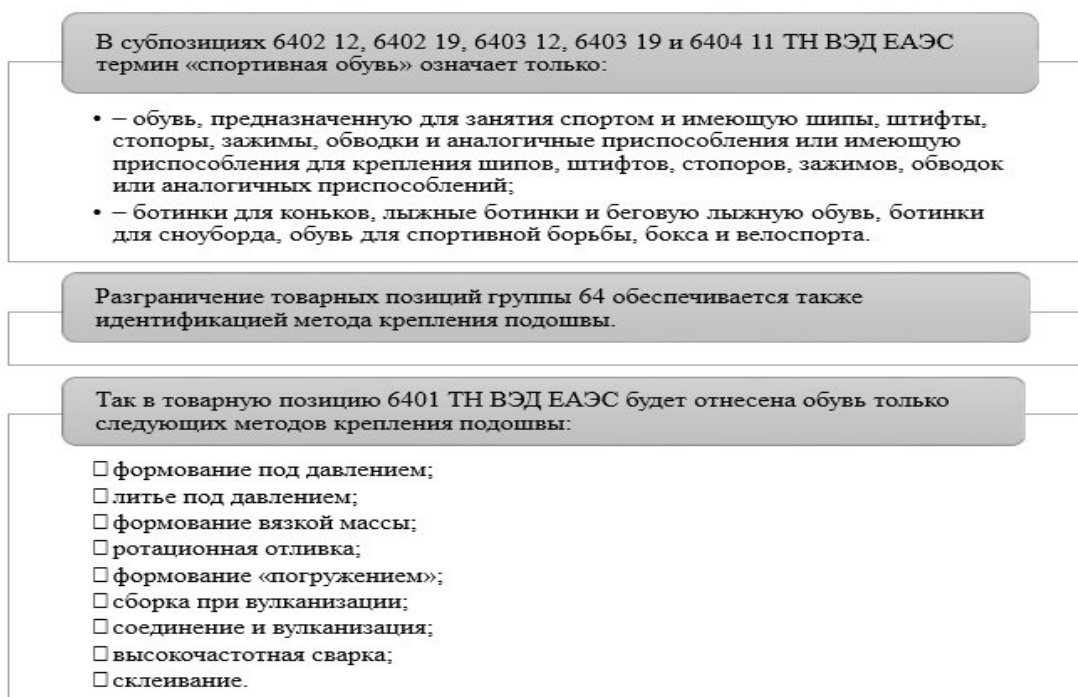 В субпозициях 6402 12, 6402 19, 6403 12, 6403 19 и 6404 11 ТН ВЭД ЕАЭС
термин «спортивная обувь» означает только:
• – обувь, предназначенную для занятия спортом и имеющую шипы, штифты,
стопоры, зажимы, обводки и аналогичные приспособления или имеющую
приспособления для крепления шипов, штифтов, стопоров, зажимов, обводок
или аналогичных приспособлений;
• – ботинки для коньков, лыжные ботинки и беговую лыжную обувь, ботинки
для сноуборда, обувь для спортивной борьбы, бокса и велоспорта.
Разграничение товарных позиций группы 64 обеспечивается также
идентификацией метода крепления подошвы.
Так в товарную позицию 6401 ТН ВЭД ЕАЭС будет отнесена обувь только
следующих методов крепления подошвы:
□ формование под давлением;
□ литье под давлением;
□ формование вязкой массы;
□ ротационная отливка;
□ формование «погружением»;
□ сборка при вулканизации;
□ соединение и вулканизация;
□ высокочастотная сварка;
□ склеивание.